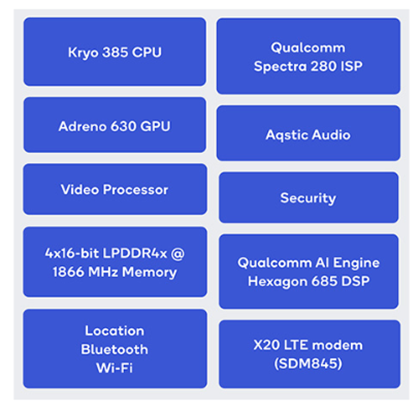 Kryo 385 CPU
Qualcomm
Spectra 280 ISP
Adreno 630 GPU
Aqstic Audio
Video Processor
Security
4x16-bit LPDDR4x @
1866 MHz Memory
Qualcomm AI Engine
Hexagon 685 DSP
Location
Bluetooth
Wi-Fi
X20 LTE modem
(SDM845)